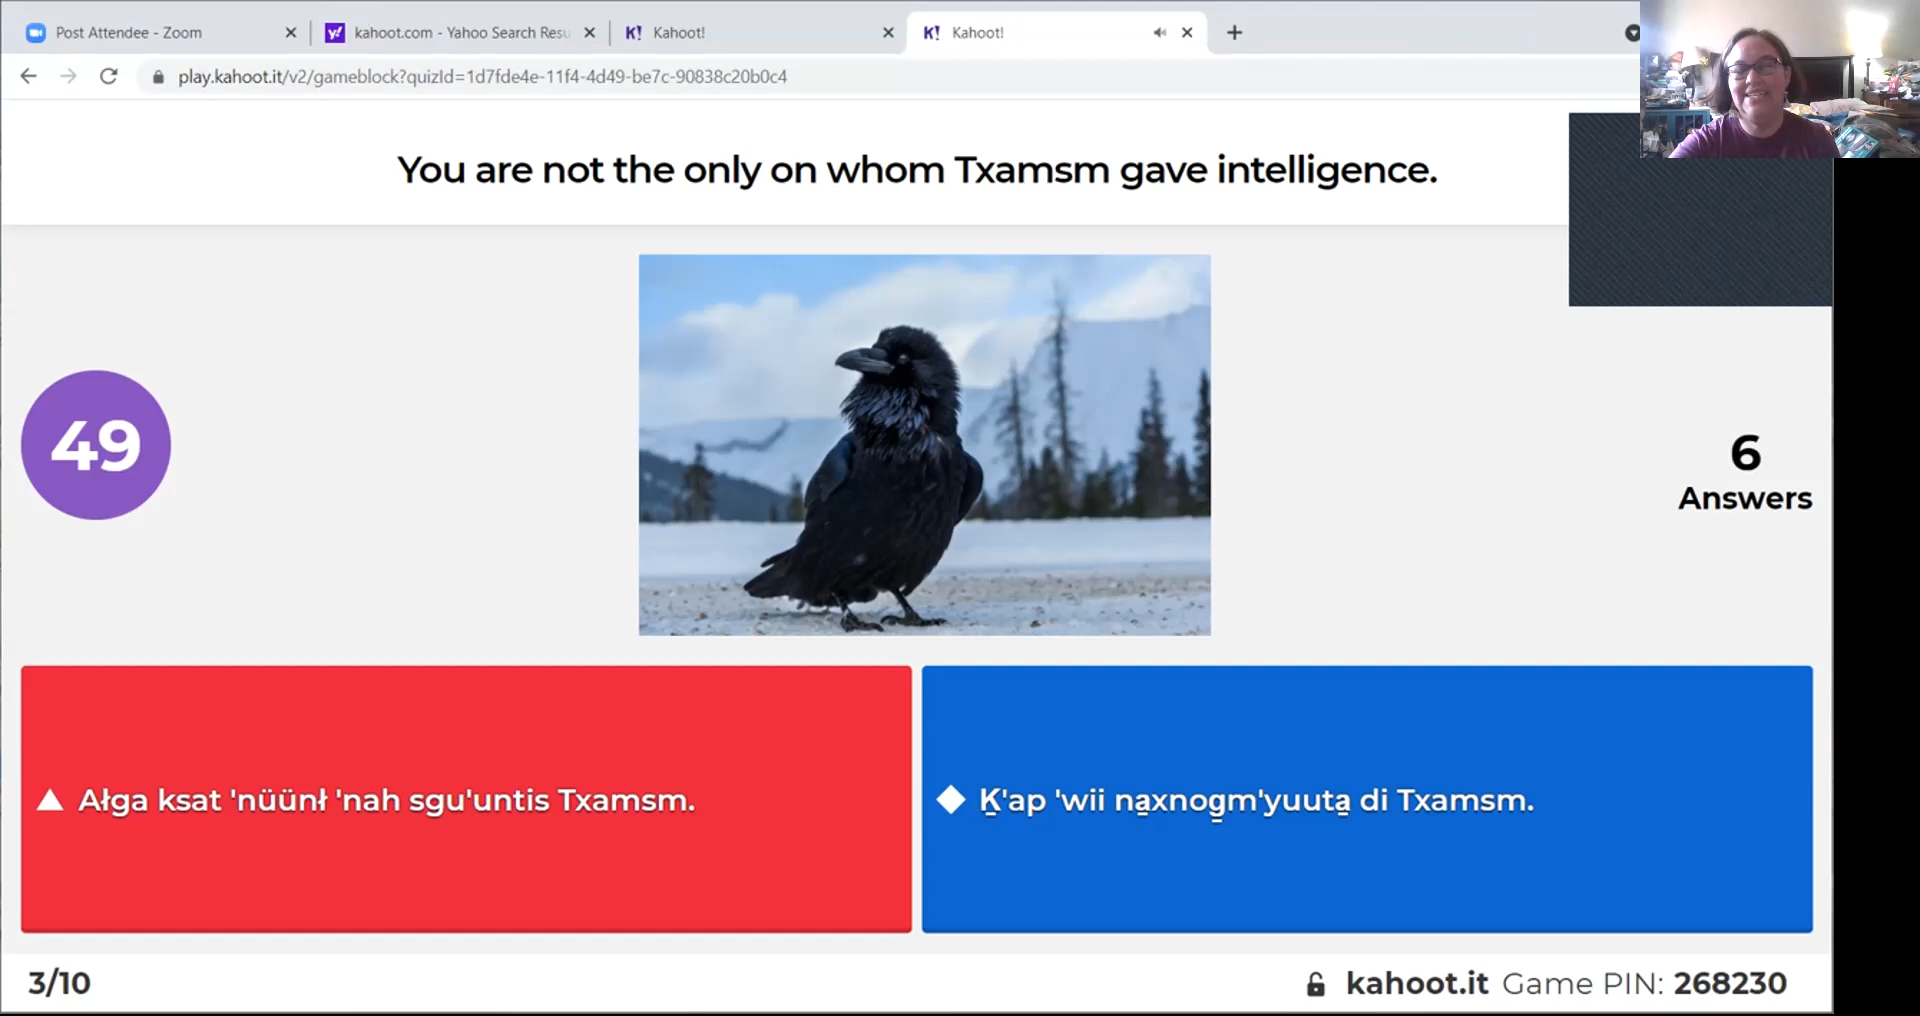 Post Attendee - Zoom
kahoot.com - Yahoo Search Resu
K! Kahoot!
K! Kahoot!
play.kahoot.it/v2/gameblock?quizId=1d7fde4e-11f4-4d49-be7c-90838c20b0c4
You are not the only on whom Txamsm gave intelligence.
49
6
Answers
Ałga ksat 'nüünł 'nah sgu'untis Txamsm.
Ḵ'ap 'wii na̱xnog̱m'yuuta̱ di Txamsm.
3/10
kahoot.it Game PIN: 268230